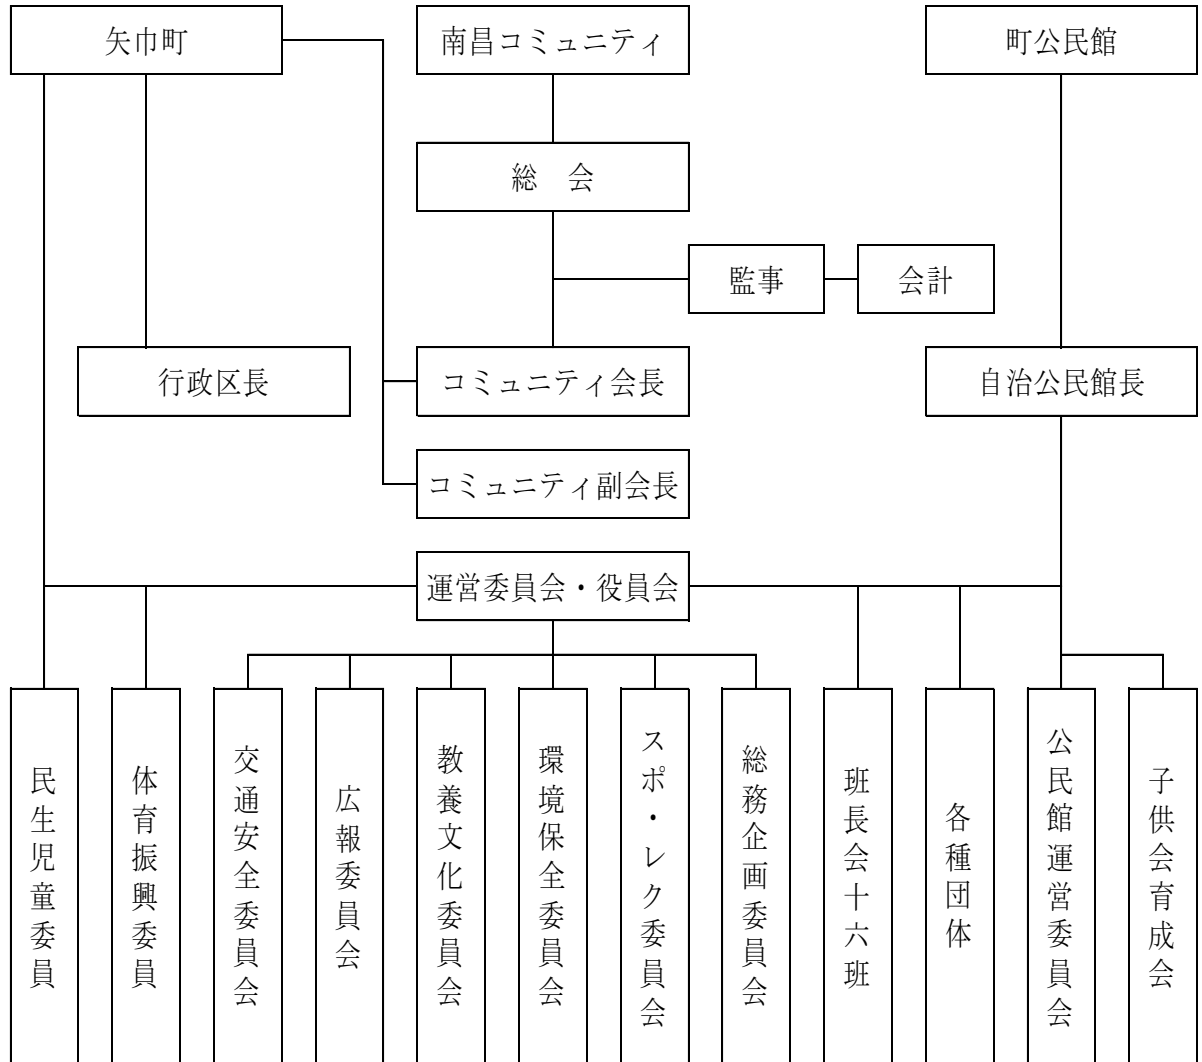 矢巾町
南昌コミュニティ
町公民館
総　会
監事
会計
行政区長
コミュニティ会長
自治公民館長
コミュニティ副会長
運営委員会・役員会
民生児童委員
体育振興委員
交通安全委員会
広報委員会
教養文化委員会
環境保全委員会
スポ・レク委員会
総務企画委員会
班長会十六班
各種団体
公民館運営委員会
子供会育成会